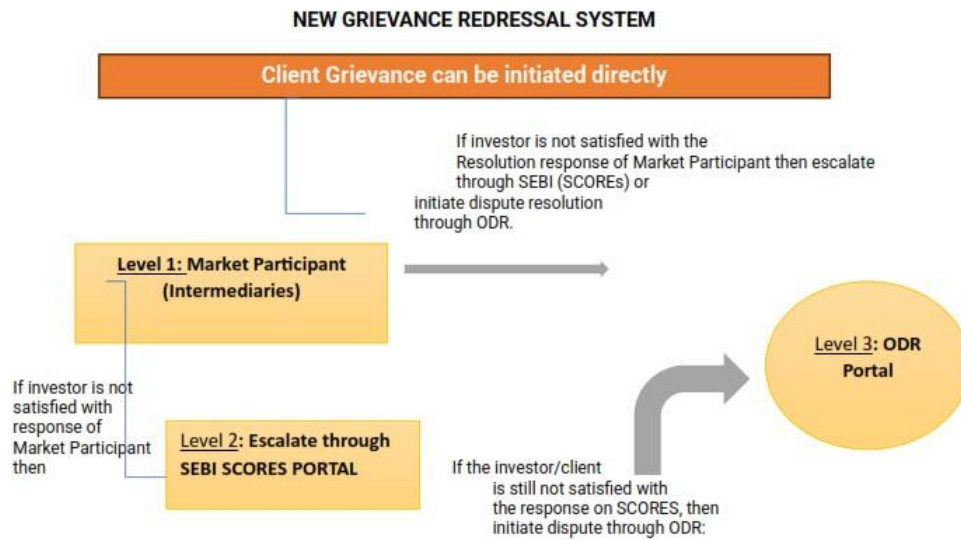 NEW GRIEVANCE REDRESSAL SYSTEM
Client Grievance can be initiated directly
If investor is not satisfied with the
Resolution response of Market Participant then escalate
through SEBI (SCOREs) or
initiate dispute resolution
through ODR.
Level 1: Market Participant
(Intermediaries)
Level 3: ODR
Portal
If investor is not
satisfied with
response of
Market Participant
then
Level 2: Escalate through
SEBI SCORES PORTAL
If the investor/client
is still not satisfied with
the response on SCORES, then
initiate dispute through ODR: